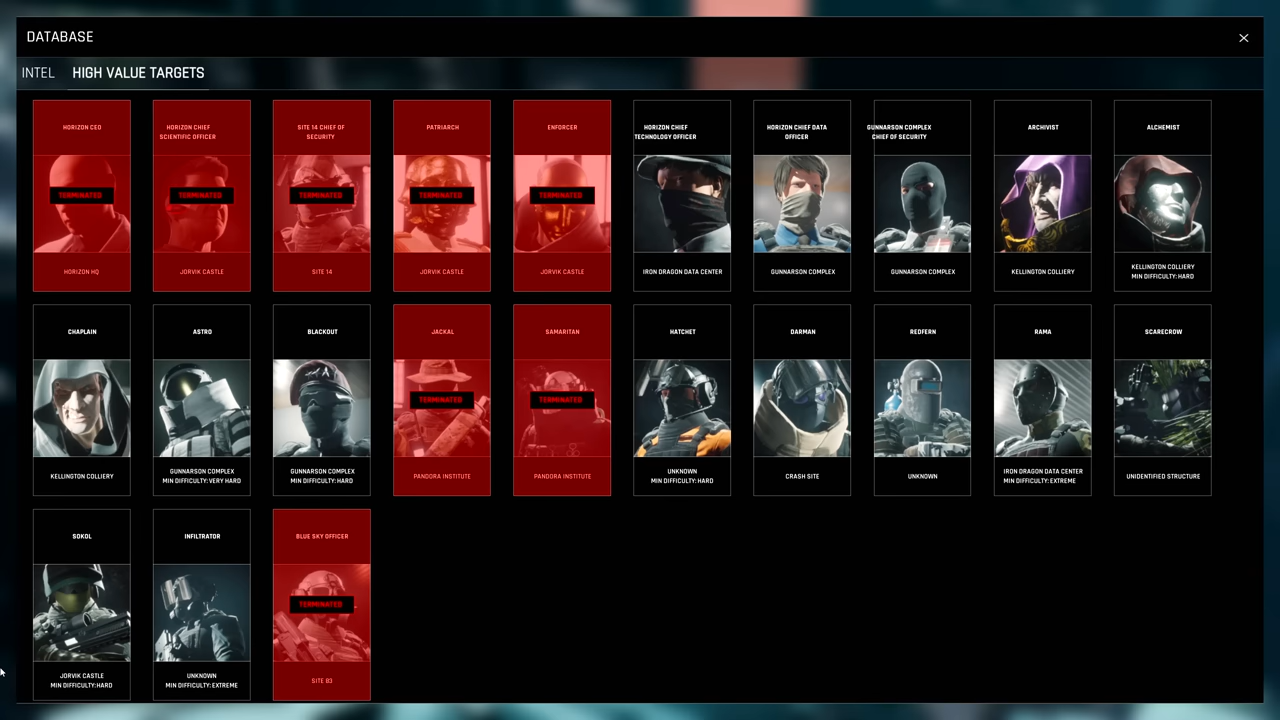 DATABASE
INTEL
HIGH VALUE TARGETS
HORIZON CEO
TERMINATED
HORIZON HQ
HORIZON CHIEF
SCIENTIFIC OFFICER
TERMINATED
JORVIK CASTLE
SITE 14 CHIEF OF
SECURITY
TERMINATED
SITE 14
PATRIARCH
TERMINATED
JORVIK CASTLE
ENFORCER
TERMINATED
JORVIK CASTLE
HORIZON CHIEF
TECHNOLOGY OFFICER
IRON DRAGON DATA CENTER
HORIZON CHIEF DATA
OFFICER
GUNNARSON COMPLEX
GUNNARSON COMPLEX
CHIEF OF SECURITY
GUNNARSON COMPLEX
ARCHIVIST
KELLINGTON COLLIERY
ALCHEMIST
KELLINGTON COLLIERY
MIN DIFFICULTY: HARD
CHAPLAIN
KELLINGTON COLLIERY
ASTRO
GUNNARSON COMPLEX
MIN DIFFICULTY: VERY HARD
BLACKOUT
GUNNARSON COMPLEX
MIN DIFFICULTY: HARD
JACKAL
TERMINATED
PANDORA INSTITUTE
SAMARITAN
TERMINATED
PANDORA INSTITUTE
HATCHET
UNKNOWN
MIN DIFFICULTY: HARD
DARMAN
CRASH SITE
REDFERN
UNKNOWN
RAMA
IRON DRAGON DATA CENTER
MIN DIFFICULTY: EXTREME
SCARECROW
UNIDENTIFIED STRUCTURE
SOKOL
JORVIK CASTLE
MIN DIFFICULTY:HARD
INFILTRATOR
UNKNOWN
MIN DIFFICULTY: EXTREME
BLUE SKY OFFICER
TERMINATED
SITE 83